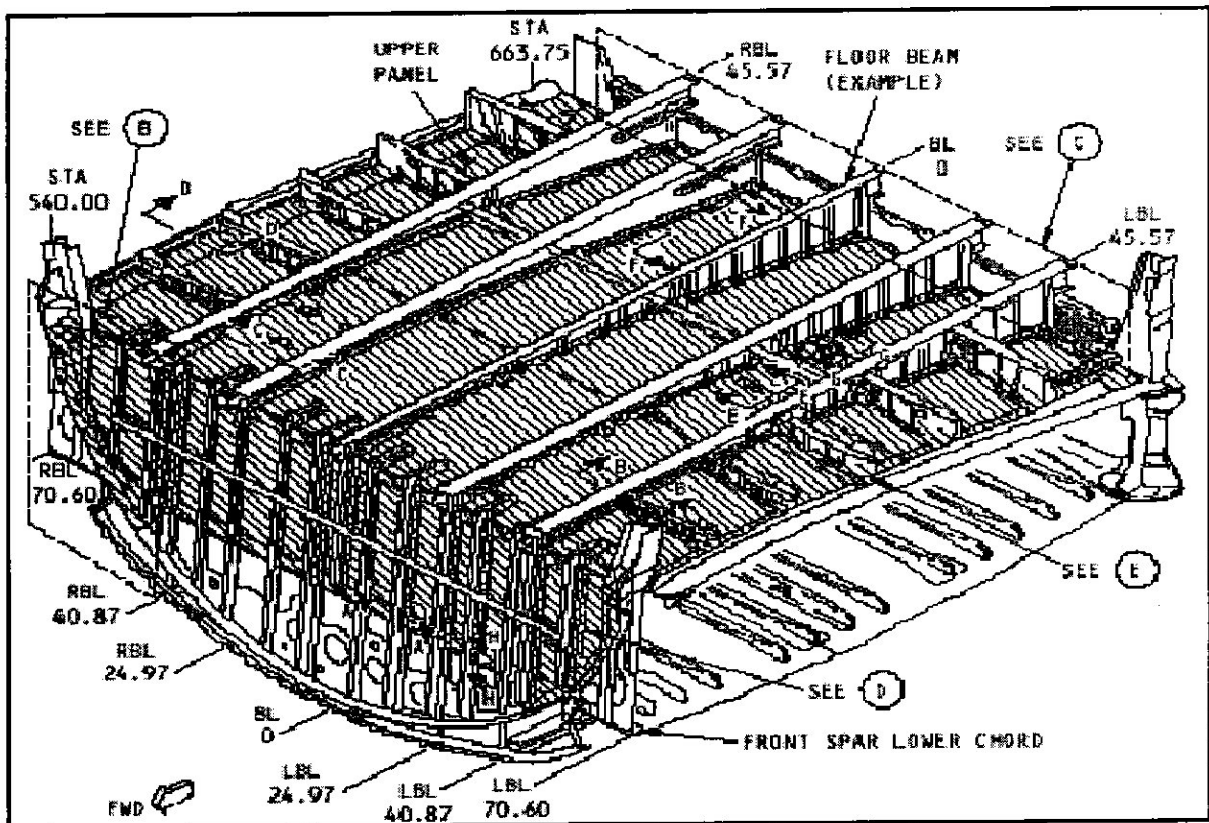 STA
663.75
UPPER
PANEL
RBL
45.57
FLOOR BEAM
(EXAMPLE)
SEE B
BL
0
SEE C
STA
540.00
D
LBL
45.57
D
F
F
C
C
E
B
B
RBL
70.60
SEE E
RBL
40.87
A
A
H
RBL
24.97
H
SEE D
BL
0
FRONT SPAR LOWER CHORD
LBL
24.97
LBL
40.87
LBL
70.60
FWD